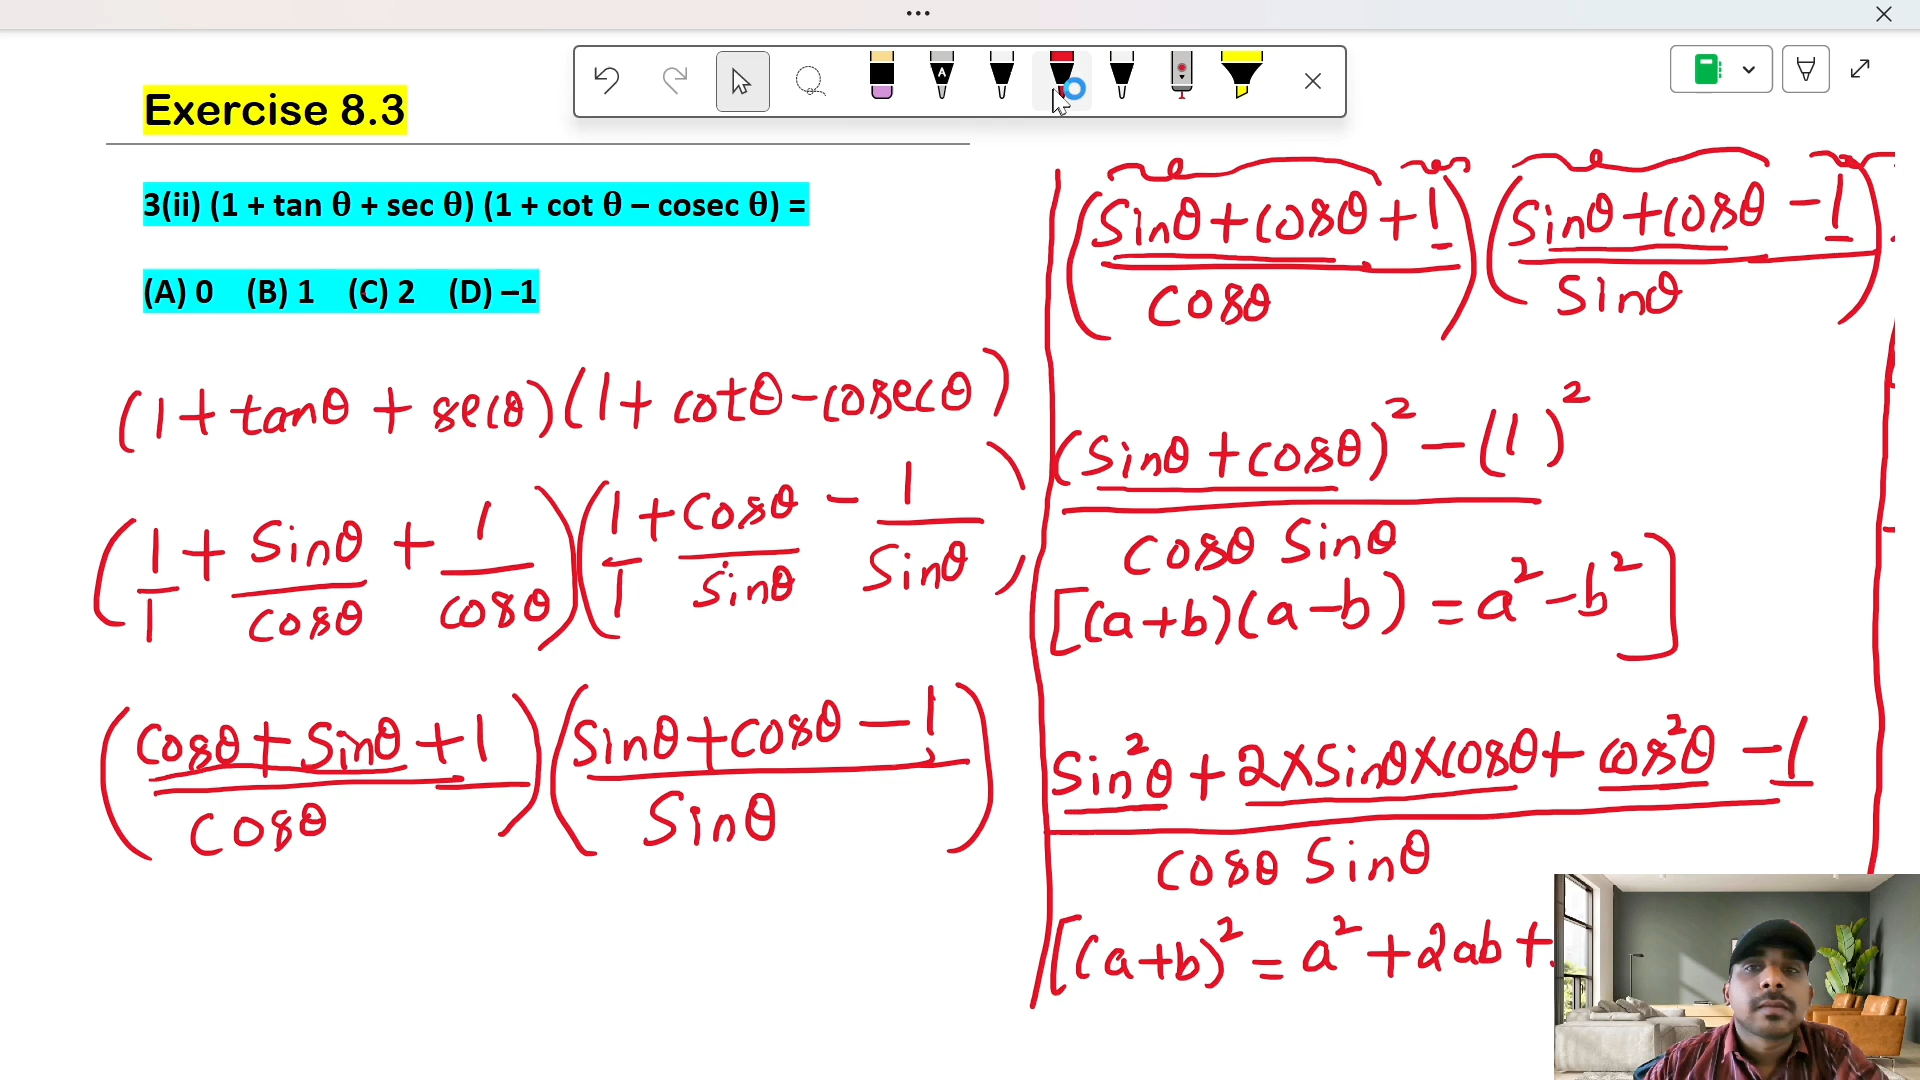 Exercise 8.3
3(ii) (1 + tan θ + sec θ) (1 + cot θ – cosec θ) =
(A) 0 (B) 1 (C) 2 (D) –1
(1 + tanθ + secθ)(1 + cotθ - cosecθ)
(1/1 + Sinθ/cosθ + 1/cosθ)(1/1 + Cosθ/Sinθ - 1/Sinθ)
((Cosθ + Sinθ + 1)/Cosθ)((Sinθ + cosθ - 1)/Sinθ)
((Sinθ + cosθ + 1)/Cosθ)((Sinθ + cosθ - 1)/Sinθ)
((Sinθ + cosθ)² - (1)²)/(Cosθ Sinθ)
[(a+b)(a-b) = a² - b²]
(Sin²θ + 2×Sinθ×cosθ + cos²θ - 1)/(Cosθ Sinθ)
[(a+b)² = a² + 2ab +